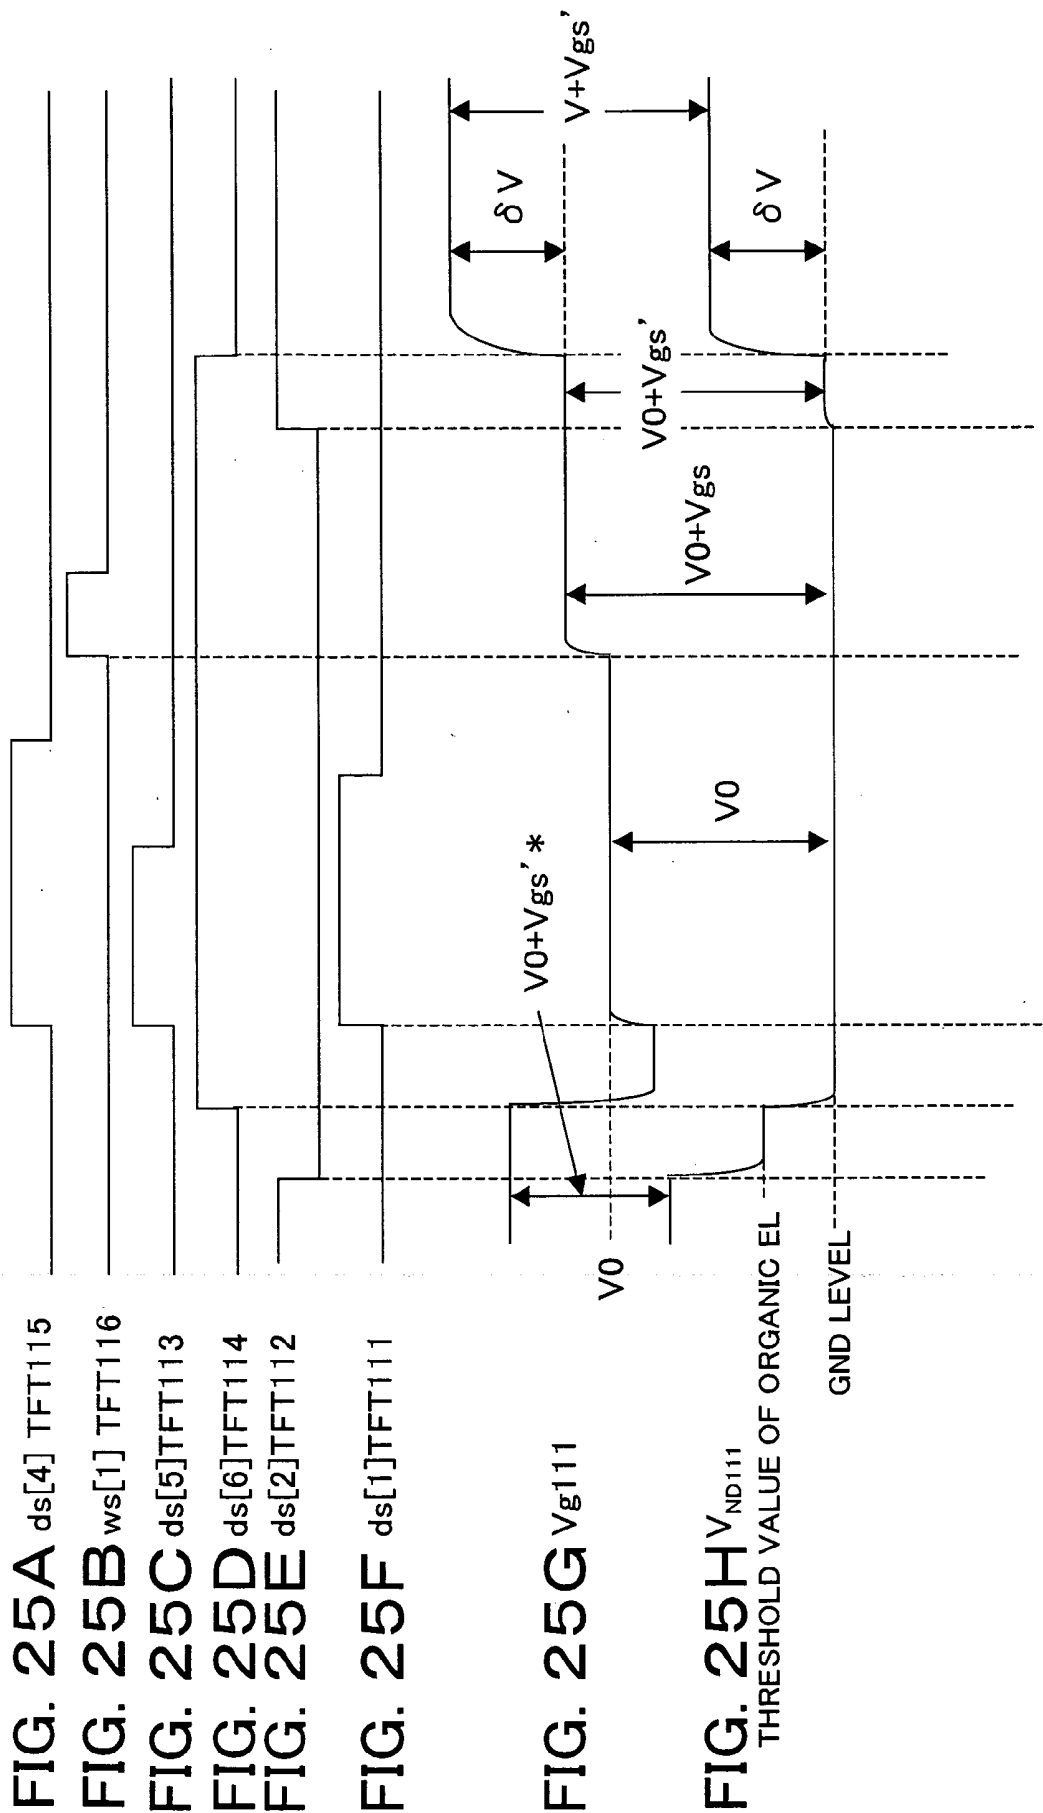 FIG. 25A ds[4] TFT115
FIG. 25B ws[1] TFT116
FIG. 25C ds[5]TFT113
FIG. 25D ds[6]TFT114
FIG. 25E ds[2]TFT112
FIG. 25F ds[1]TFT111
FIG. 25G Vg111
V0
V0+Vgs'*
V0
V0+Vgs
V0+Vgs'
δV
V+Vgs'
δV
FIG. 25H VND111
THRESHOLD VALUE OF ORGANIC EL
GND LEVEL